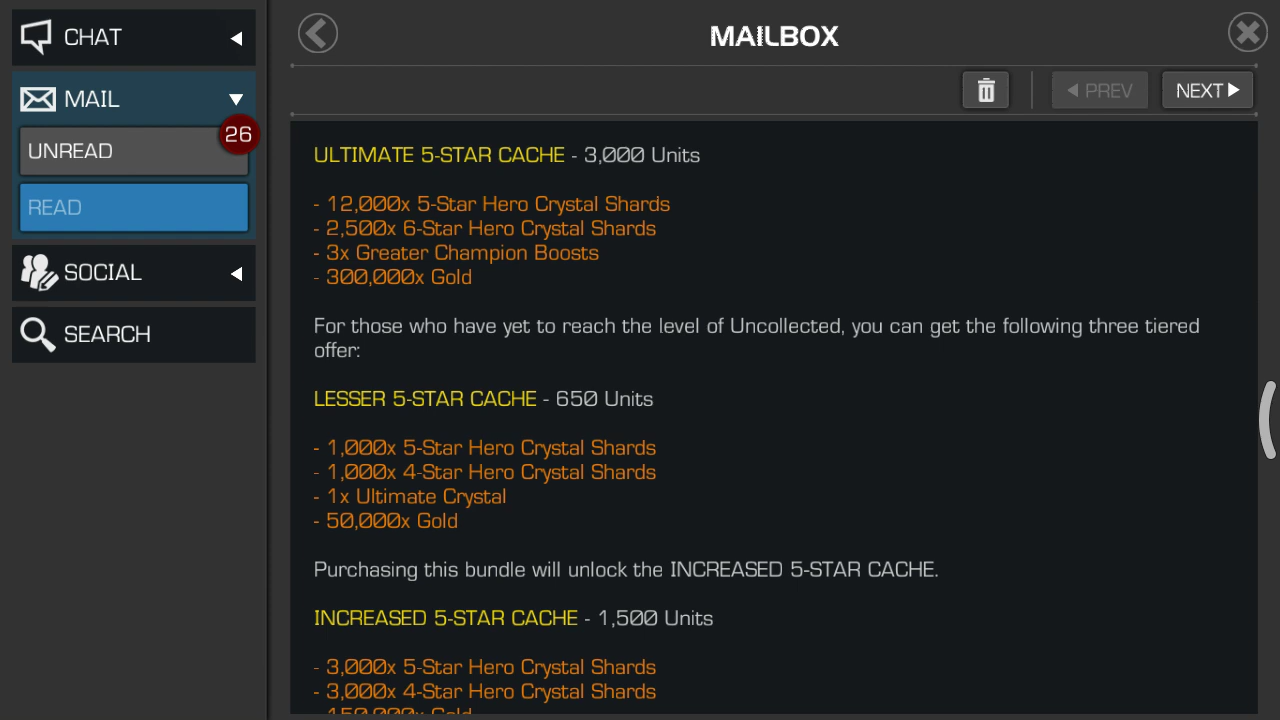 CHAT
MAIL
UNREAD
26
READ
SOCIAL
SEARCH
MAILBOX
PREV
NEXT
ULTIMATE 5-STAR CACHE - 3,000 Units
- 12,000x 5-Star Hero Crystal Shards
- 2,500x 6-Star Hero Crystal Shards
- 3x Greater Champion Boosts
- 300,000x Gold
For those who have yet to reach the level of Uncollected, you can get the following three tiered
offer:
LESSER 5-STAR CACHE - 650 Units
- 1,000x 5-Star Hero Crystal Shards
- 1,000x 4-Star Hero Crystal Shards
- 1x Ultimate Crystal
- 50,000x Gold
Purchasing this bundle will unlock the INCREASED 5-STAR CACHE.
INCREASED 5-STAR CACHE - 1,500 Units
- 3,000x 5-Star Hero Crystal Shards
- 3,000x 4-Star Hero Crystal Shards
- 150,000x Gold